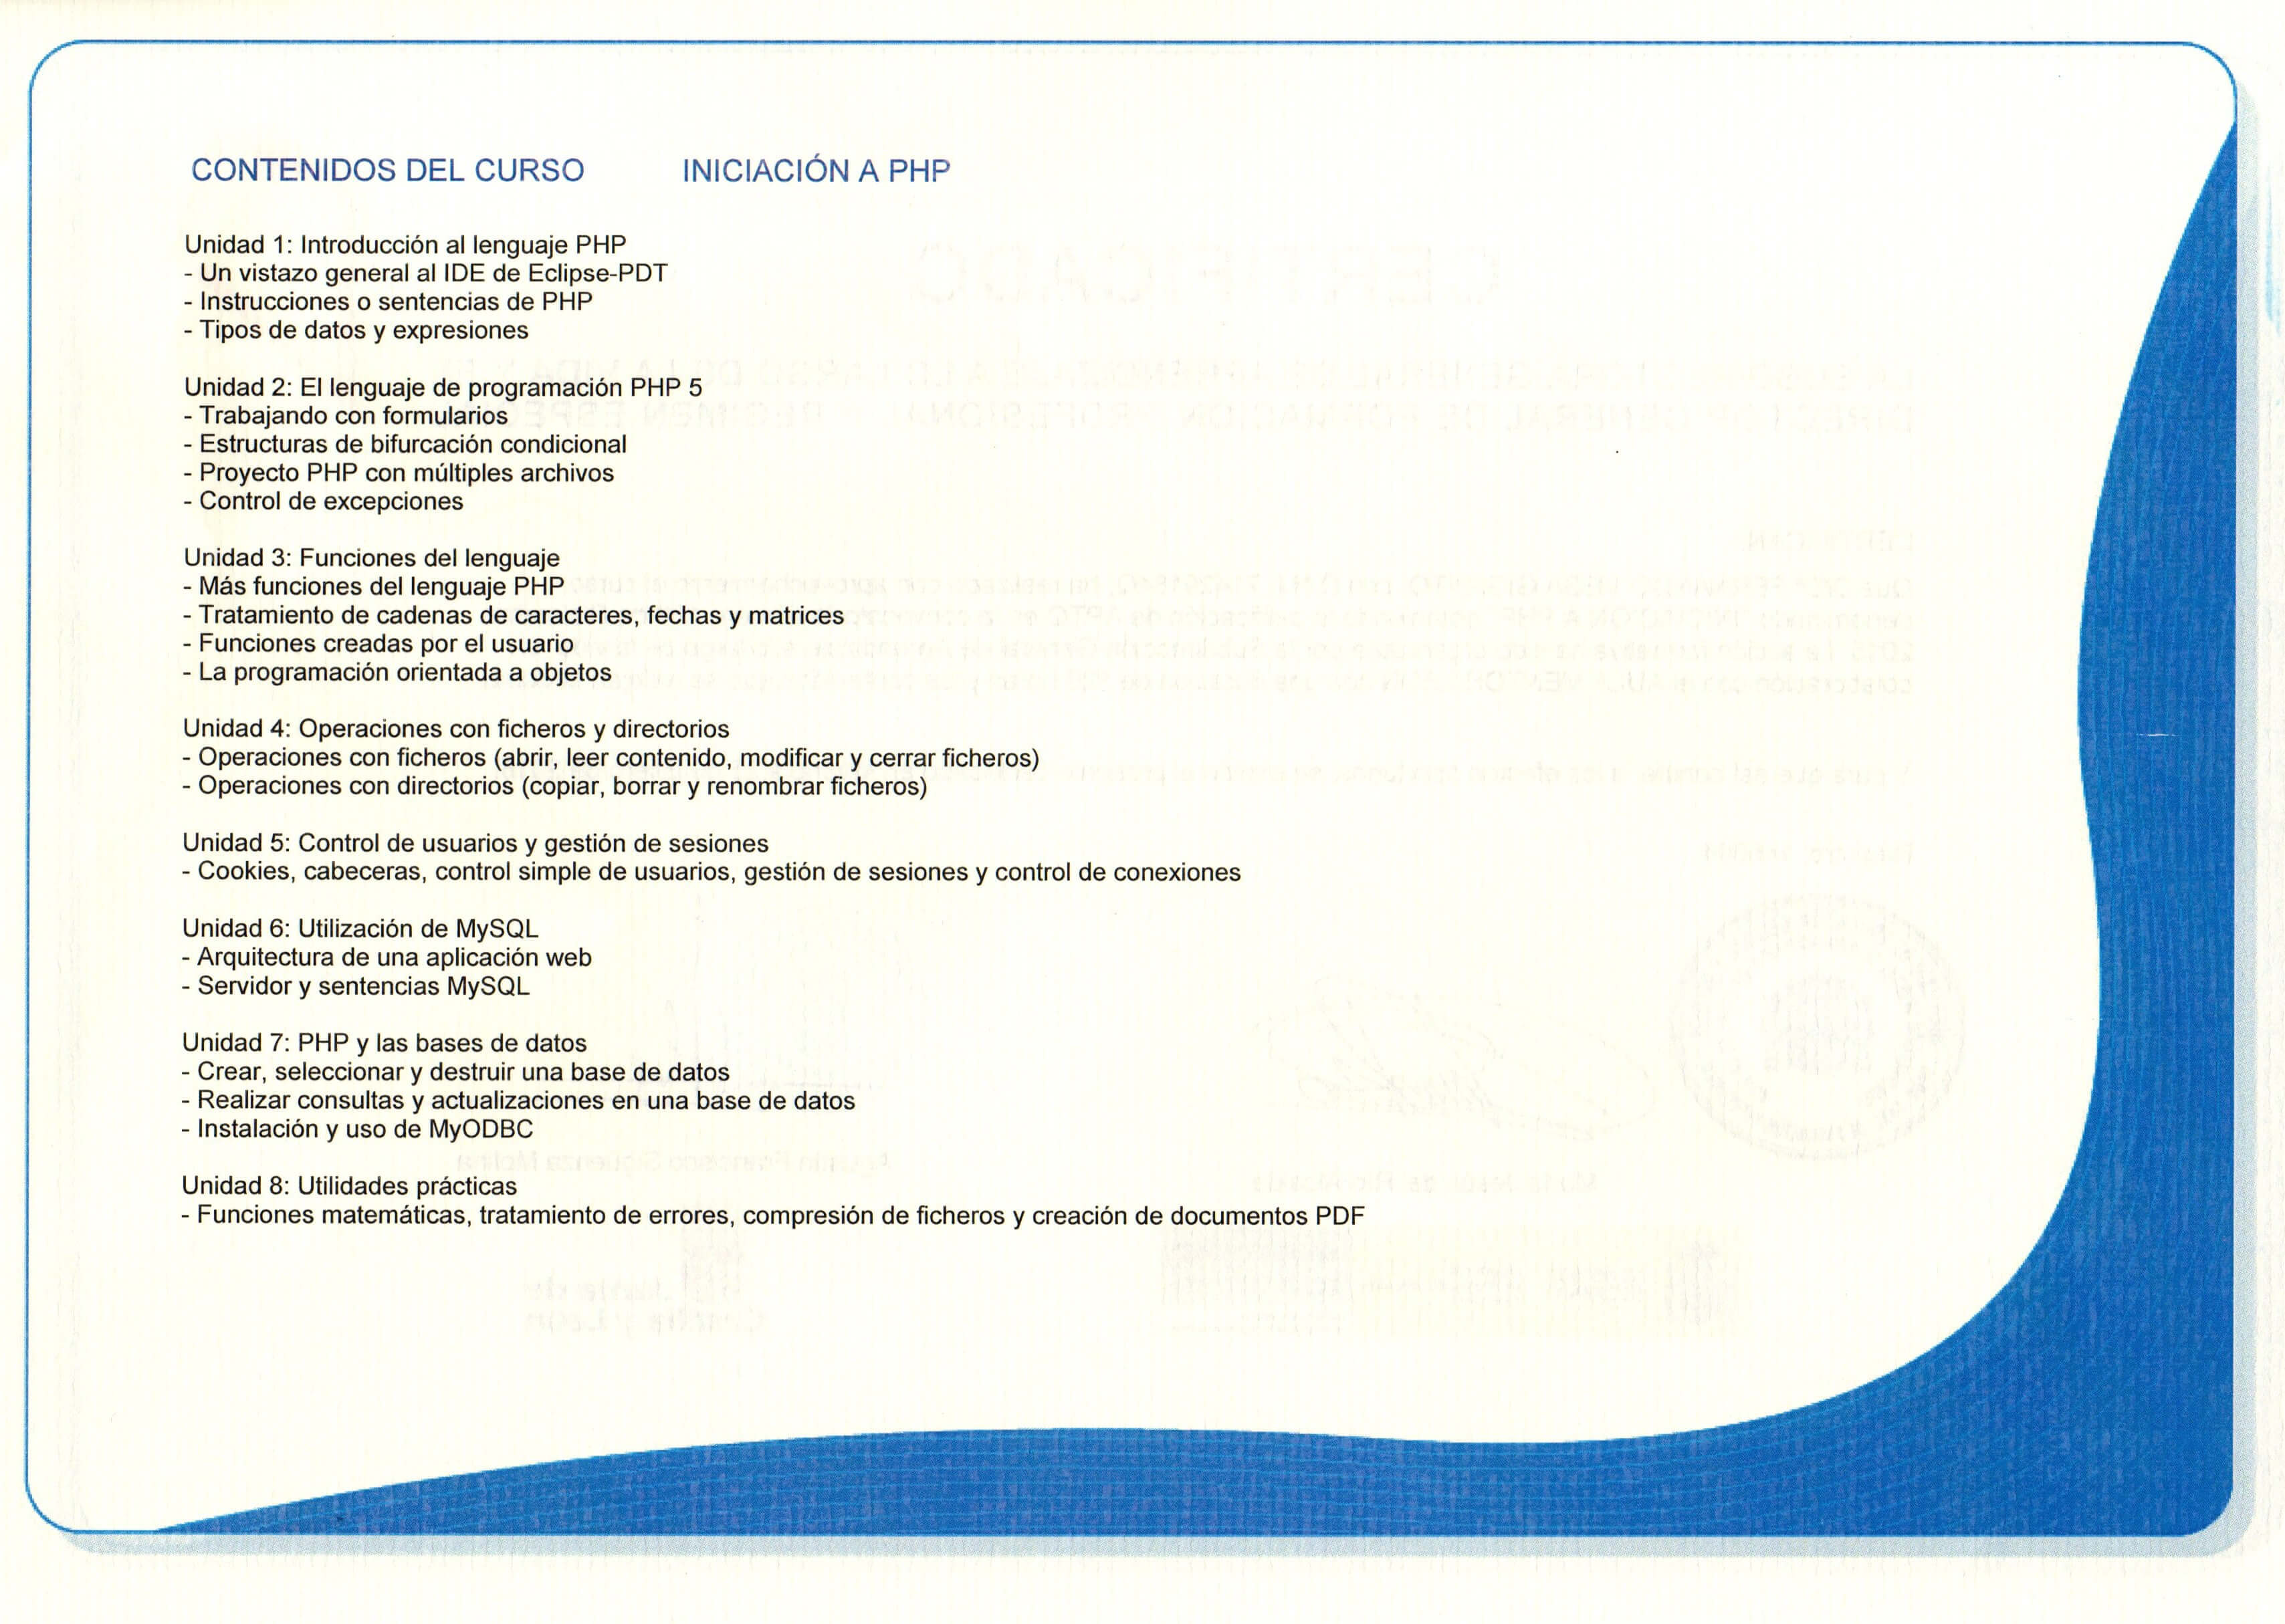 CONTENIDOS DEL CURSO INICIACIÓN A PHP
Unidad 1: Introducción al lenguaje PHP
- Un vistazo general al IDE de Eclipse-PDT
- Instrucciones o sentencias de PHP
- Tipos de datos y expresiones
Unidad 2: El lenguaje de programación PHP 5
- Trabajando con formularios
- Estructuras de bifurcación condicional
- Proyecto PHP con múltiples archivos
- Control de excepciones
Unidad 3: Funciones del lenguaje
- Más funciones del lenguaje PHP
- Tratamiento de cadenas de caracteres, fechas y matrices
- Funciones creadas por el usuario
- La programación orientada a objetos
Unidad 4: Operaciones con ficheros y directorios
- Operaciones con ficheros (abrir, leer contenido, modificar y cerrar ficheros)
- Operaciones con directorios (copiar, borrar y renombrar ficheros)
Unidad 5: Control de usuarios y gestión de sesiones
- Cookies, cabeceras, control simple de usuarios, gestión de sesiones y control de conexiones
Unidad 6: Utilización de MySQL
- Arquitectura de una aplicación web
- Servidor y sentencias MySQL
Unidad 7: PHP y las bases de datos
- Crear, seleccionar y destruir una base de datos
- Realizar consultas y actualizaciones en una base de datos
- Instalación y uso de MyODBC
Unidad 8: Utilidades prácticas
- Funciones matemáticas, tratamiento de errores, compresión de ficheros y creación de documentos PDF